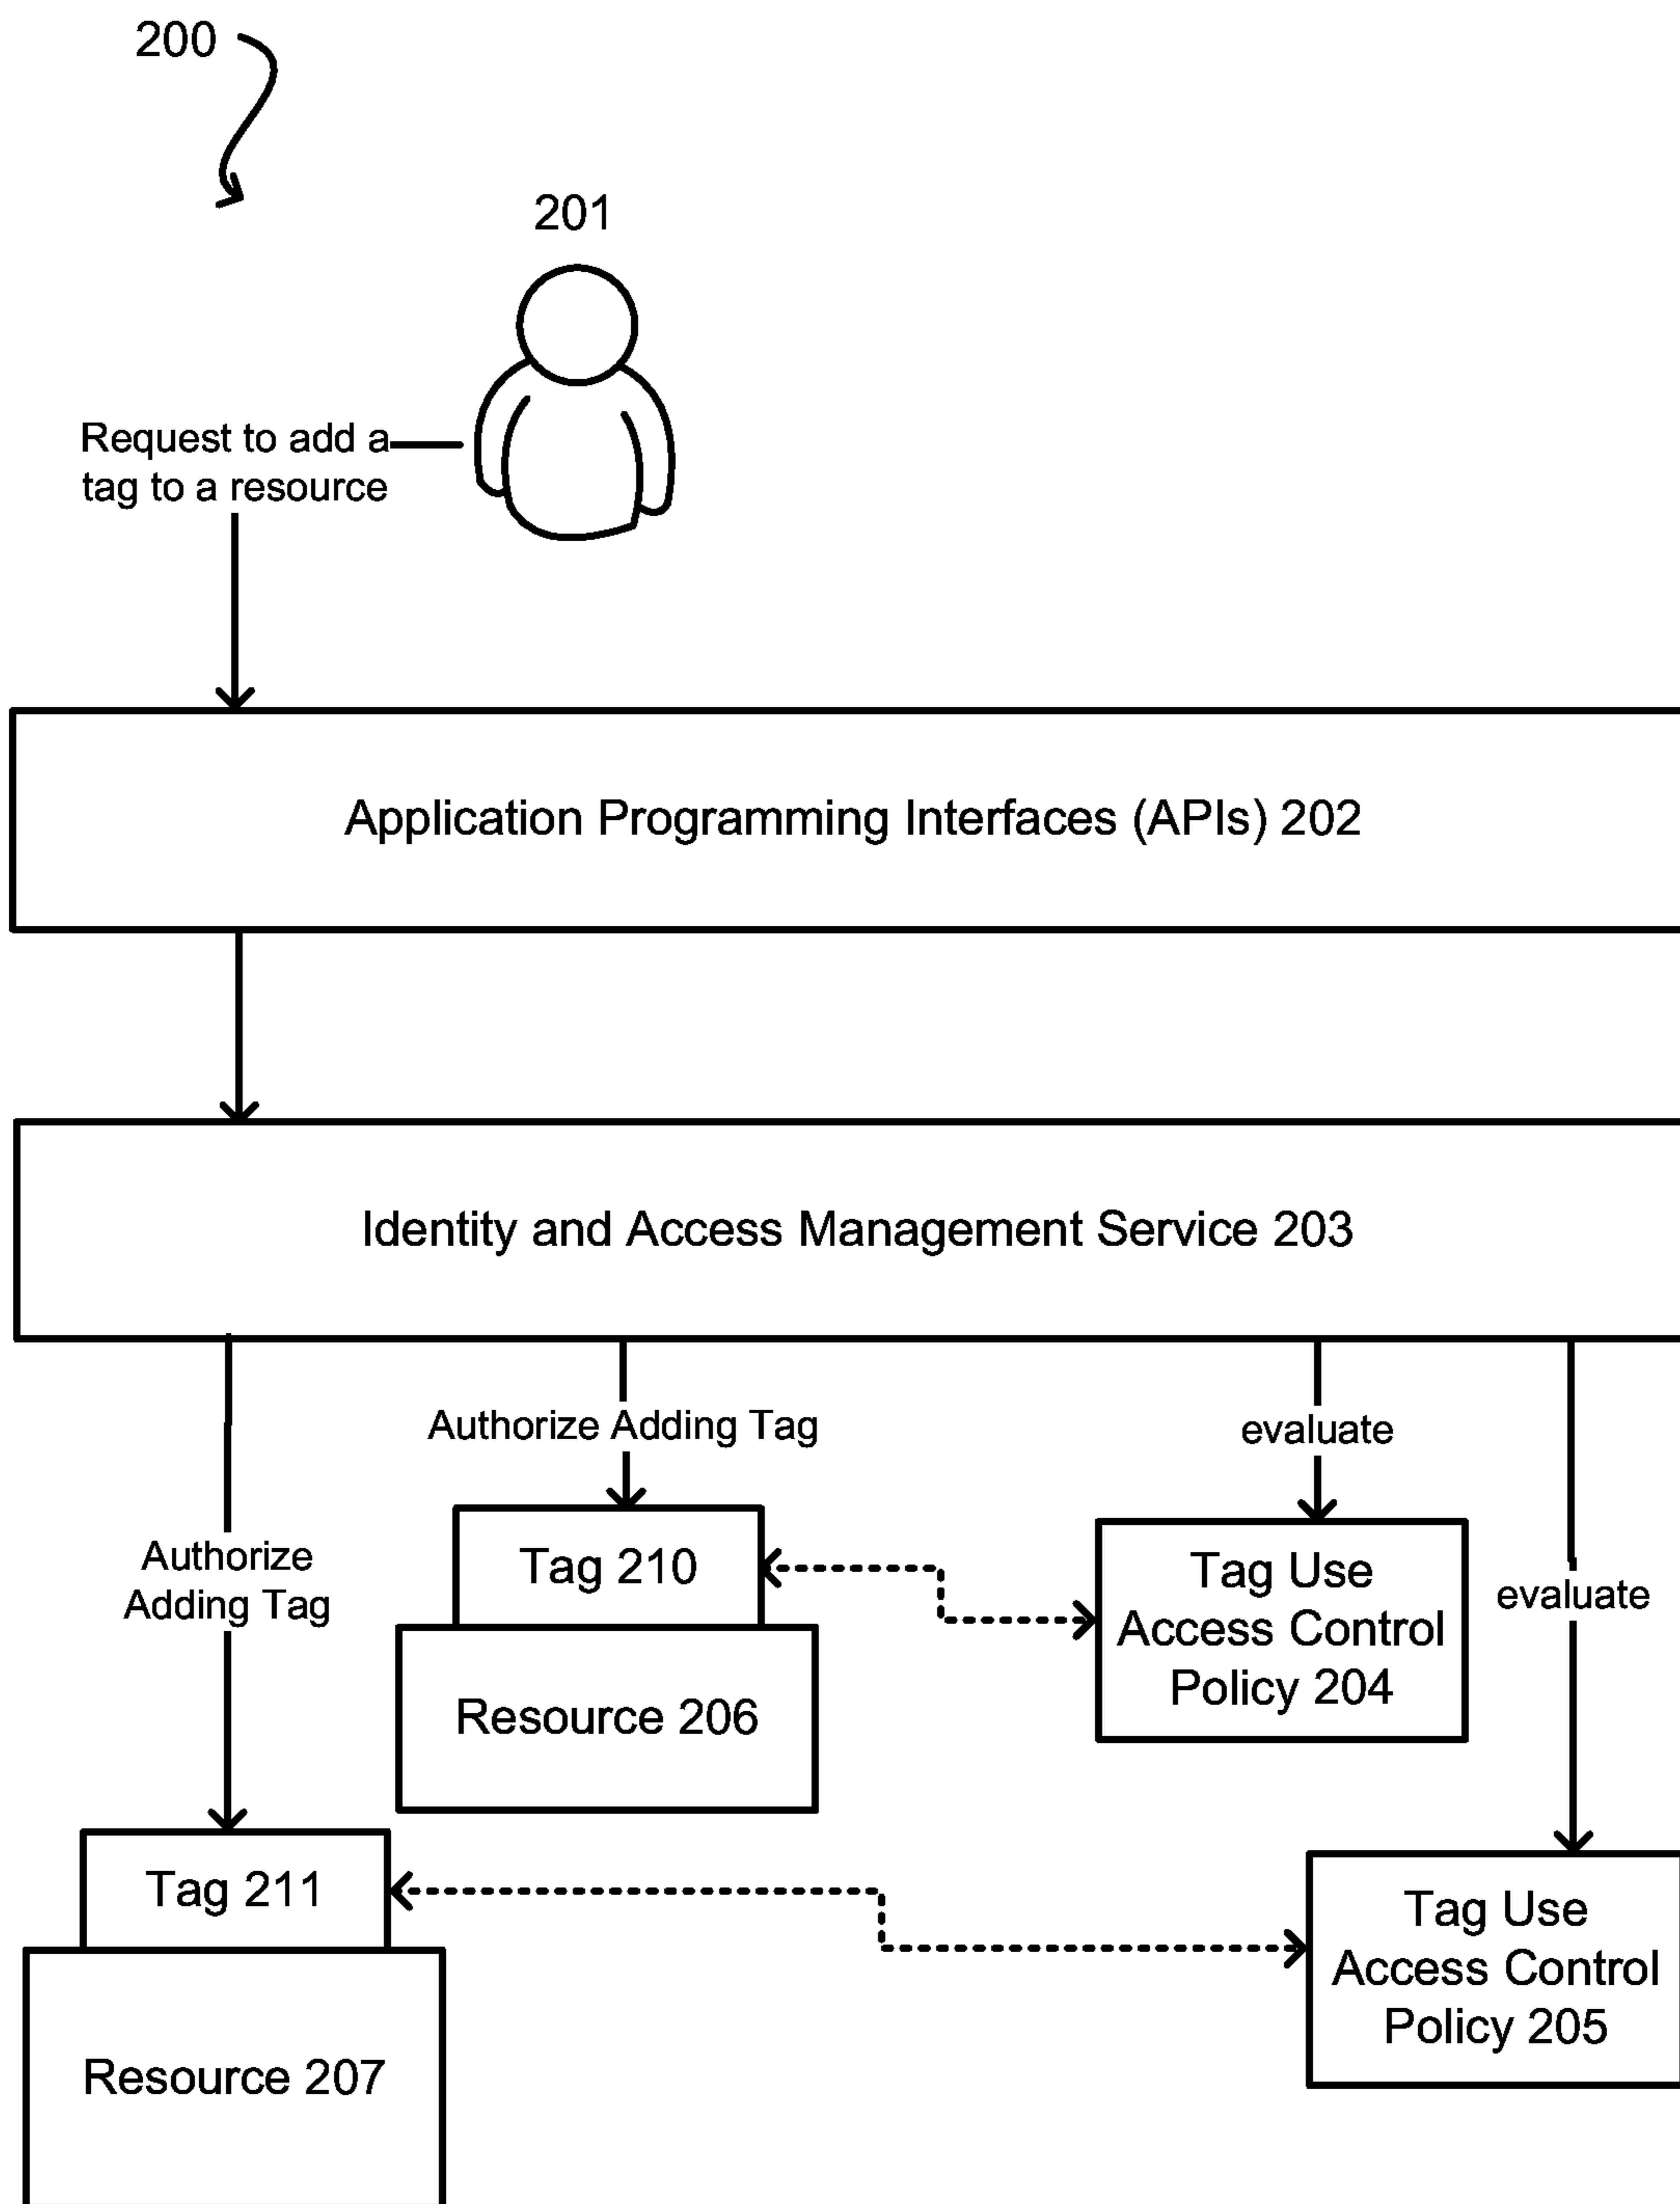 200
201
Request to add a
tag to a resource
Application Programming Interfaces (APIs) 202
Identity and Access Management Service 203
Authorize Adding Tag
evaluate
Authorize
Adding Tag
evaluate
Tag 210
Tag Use
Access Control
Policy 204
Resource 206
Tag 211
Tag Use
Access Control
Policy 205
Resource 207